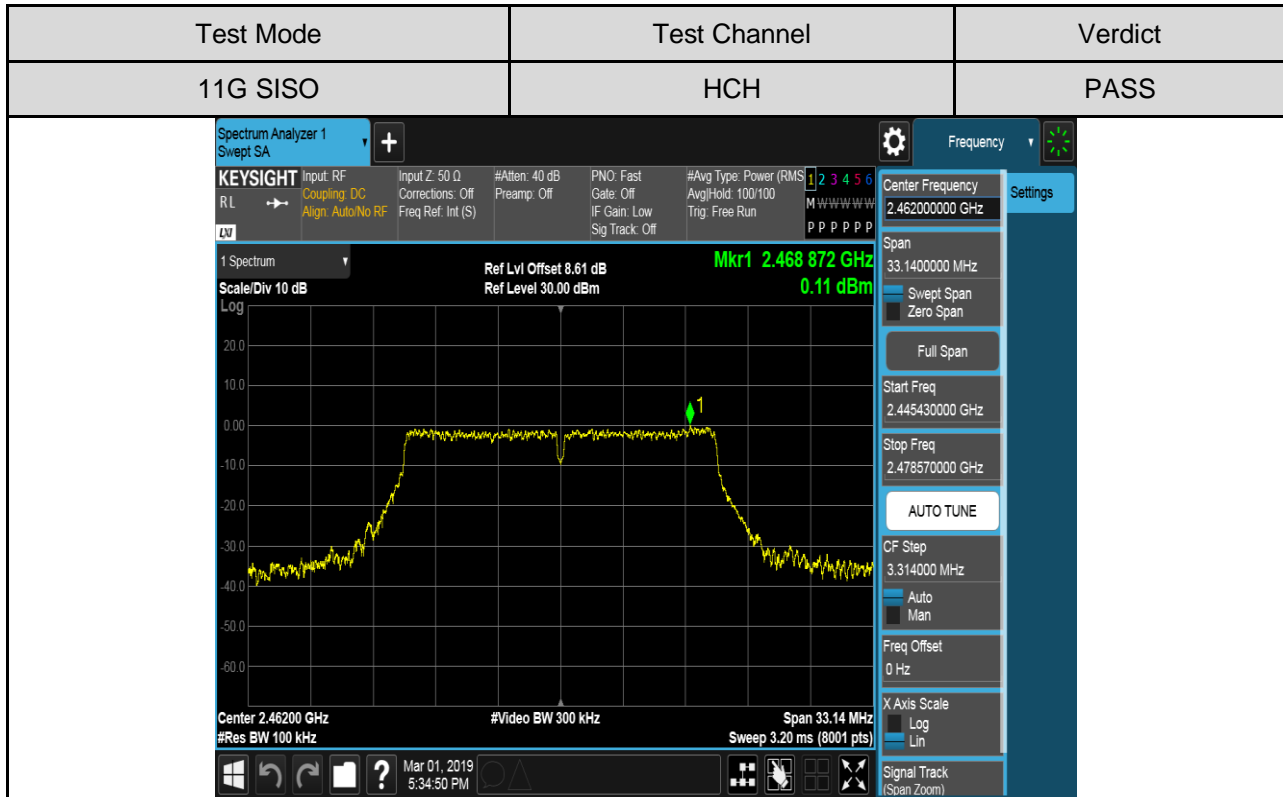 Test Mode Test Channel Verdict
11G SISO HCH PASS
Spectrum Analyzer 1
Swept SA
+
Frequency
KEYSIGHT
RL
LXI
Input: RF
Coupling: DC
Align: Auto/No RF
Input Z: 50 Ω
Corrections: Off
Freq Ref: Int (S)
#Atten: 40 dB
Preamp: Off
PNO: Fast
Gate: Off
IF Gain: Low
Sig Track: Off
#Avg Type: Power (RMS
Avg|Hold: 100/100
Trig: Free Run
1 2 3 4 5 6
M W W W W W
P P P P P P
Center Frequency
2.462000000 GHz
Settings
1 Spectrum
Scale/Div 10 dB
Ref Lvl Offset 8.61 dB
Ref Level 30.00 dBm
Mkr1 2.468 872 GHz
0.11 dBm
Log
20.0
10.0
0.00
-10.0
-20.0
-30.0
-40.0
-50.0
-60.0
1
Center 2.46200 GHz
#Res BW 100 kHz
#Video BW 300 kHz
Span 33.14 MHz
Sweep 3.20 ms (8001 pts)
Span
33.1400000 MHz
Swept Span
Zero Span
Full Span
Start Freq
2.445430000 GHz
Stop Freq
2.478570000 GHz
AUTO TUNE
CF Step
3.314000 MHz
Auto
Man
Freq Offset
0 Hz
X Axis Scale
Log
Lin
Signal Track
(Span Zoom)
?
Mar 01, 2019
5:34:50 PM